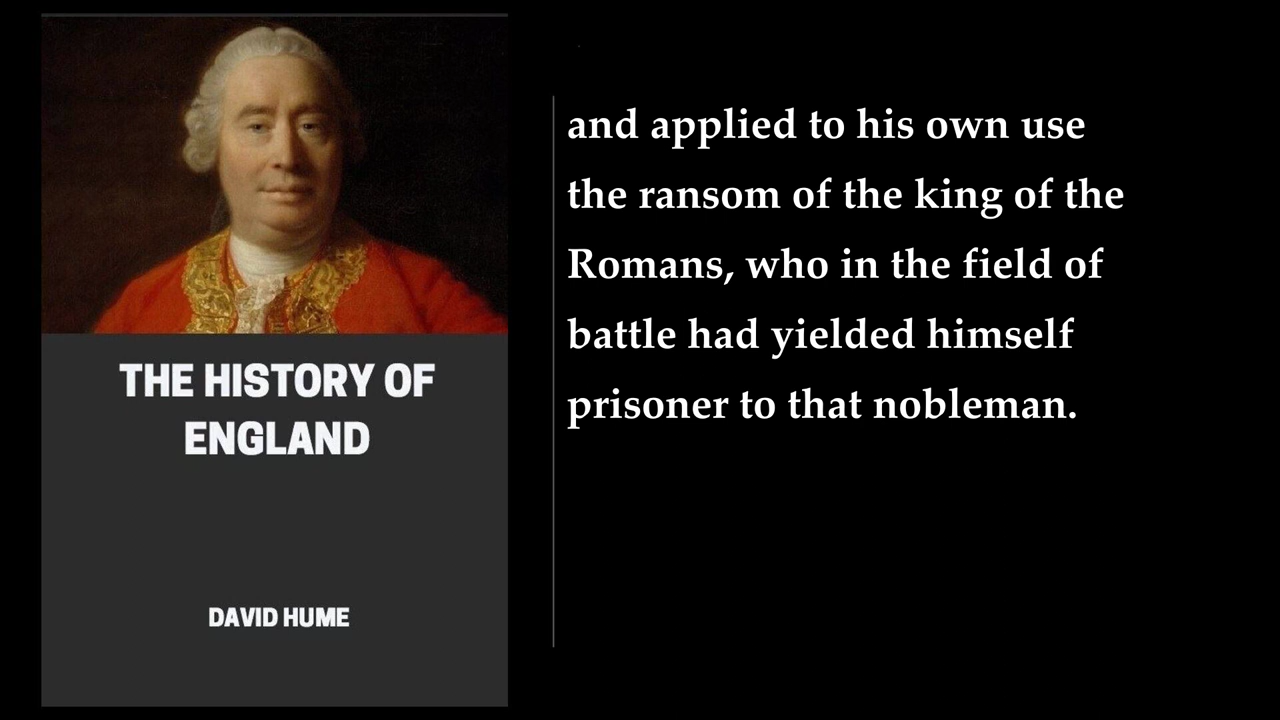 THE HISTORY OF
ENGLAND
DAVID HUME
and applied to his own use
the ransom of the king of the
Romans, who in the field of
battle had yielded himself
prisoner to that nobleman.